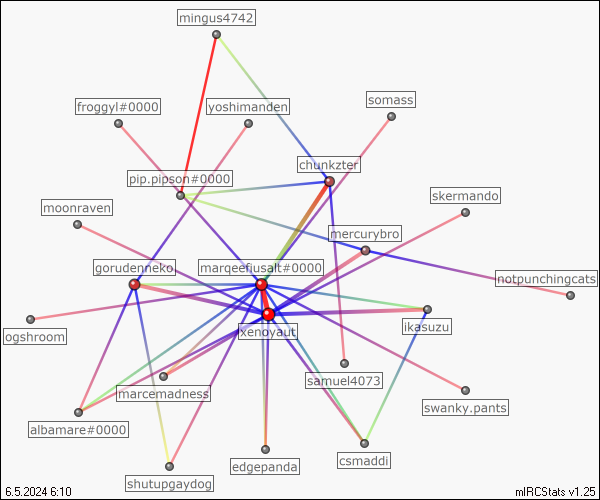 mingus4742
froggyl#0000
yoshimanden
somass
chunkzter
pip.pipson#0000
skermando
moonraven
mercurybro
gorudenneko
marqeefiusalt#0000
notpunchingcats
ogshroom
xenoyaut
ikasuzu
samuel4073
marcemadness
swanky.pants
albamare#0000
csmaddi
edgepanda
shutupgaydog
6.5.2024 6:10
mIRCStats v1.25